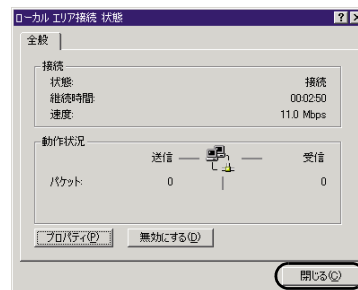 ローカル エリア接続 状態
全般
接続
状態: 接続
継続時間: 00:02:50
速度: 11.0 Mbps
動作状況
送信 受信
パケット: 0 0
プロパティ(P) 無効にする(D)
閉じる(C)